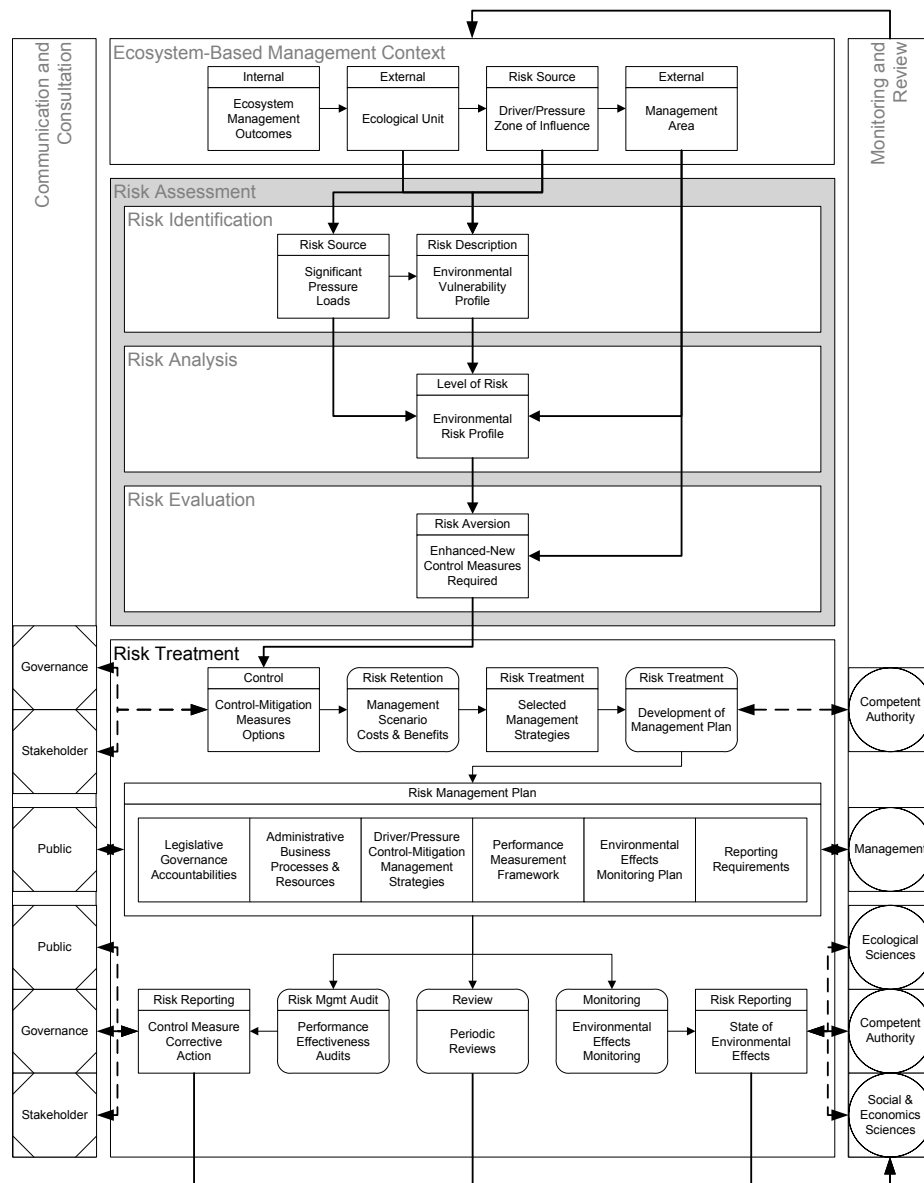 Communication and
Consultation
Ecosystem-Based Management Context
Internal
Ecosystem
Management
Outcomes
External
Ecological Unit
Risk Source
Driver/Pressure
Zone of Influence
External
Management
Area
Monitoring and
Review
Risk Assessment
Risk Identification
Risk Source
Significant
Pressure
Loads
Risk Description
Environmental
Vulnerability
Profile
Risk Analysis
Level of Risk
Environmental
Risk Profile
Risk Evaluation
Risk Aversion
Enhanced-New
Control Measures
Required
Risk Treatment
Governance
Stakeholder
Control
Control-Mitigation
Measures
Options
Risk Retention
Management
Scenario
Costs & Benefits
Risk Treatment
Selected
Management
Strategies
Risk Treatment
Development of
Management Plan
Competent
Authority
Risk Management Plan
Public
Legislative
Governance
Accountabilities
Administrative
Business
Processes &
Resources
Driver/Pressure
Control-Mitigation
Management
Strategies
Performance
Measurement
Framework
Environmental
Effects
Monitoring Plan
Reporting
Requirements
Management
Public
Governance
Stakeholder
Risk Reporting
Control Measure
Corrective
Action
Risk Mgmt Audit
Performance
Effectiveness
Audits
Review
Periodic
Reviews
Monitoring
Environmental
Effects
Monitoring
Risk Reporting
State of
Environmental
Effects
Ecological
Sciences
Competent
Authority
Social &
Economics
Sciences